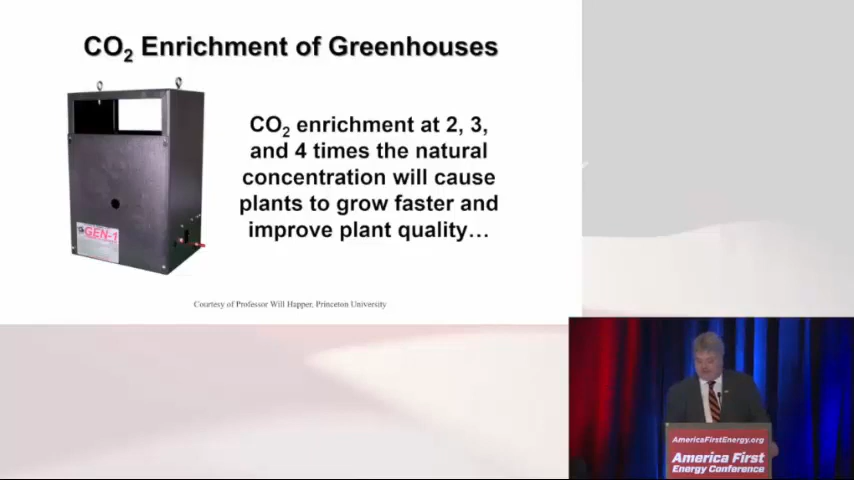 CO2 Enrichment of Greenhouses
CO2 enrichment at 2, 3,
and 4 times the natural
concentration will cause
plants to grow faster and
improve plant quality…
GEN-1
Courtesy of Professor Will Happer, Princeton University
AmericaFirstEnergy.org
America First
Energy Conference